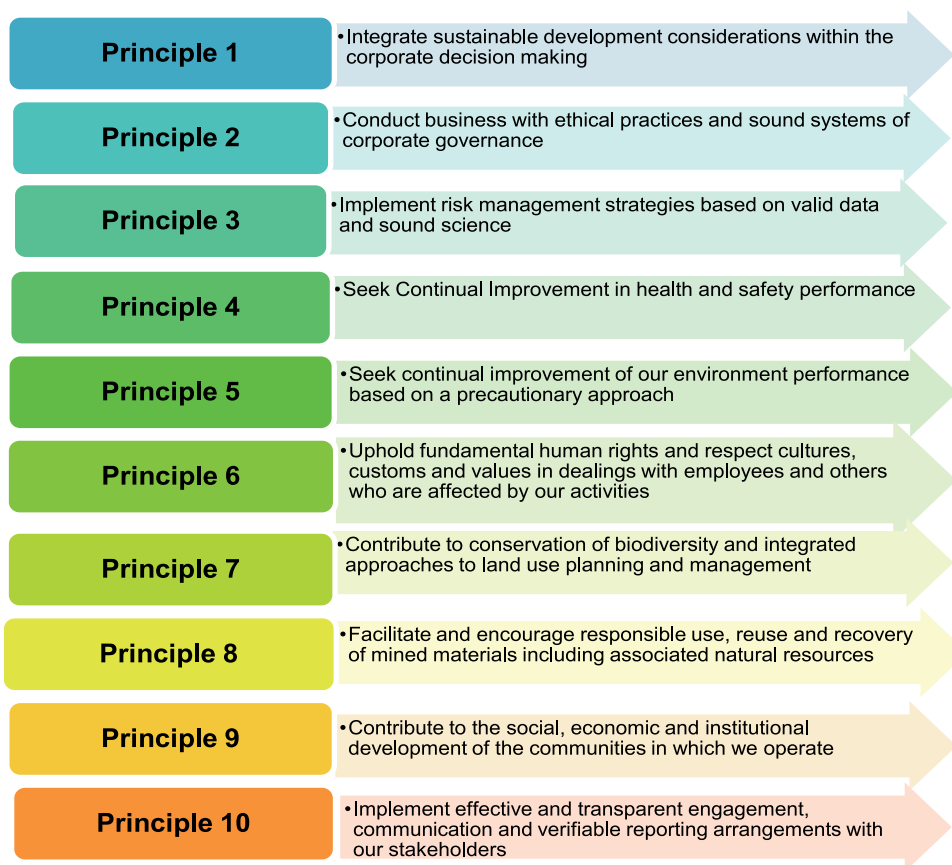 Principle 1
•Integrate sustainable development considerations within the
corporate decision making
Principle 2
•Conduct business with ethical practices and sound systems of
corporate governance
Principle 3
•Implement risk management strategies based on valid data
and sound science
Principle 4
•Seek Continual Improvement in health and safety performance
Principle 5
•Seek continual improvement of our environment performance
based on a precautionary approach
Principle 6
•Uphold fundamental human rights and respect cultures,
customs and values in dealings with employees and others
who are affected by our activities
Principle 7
•Contribute to conservation of biodiversity and integrated
approaches to land use planning and management
Principle 8
•Facilitate and encourage responsible use, reuse and recovery
of mined materials including associated natural resources
Principle 9
•Contribute to the social, economic and institutional
development of the communities in which we operate
Principle 10
•Implement effective and transparent engagement,
communication and verifiable reporting arrangements with
our stakeholders